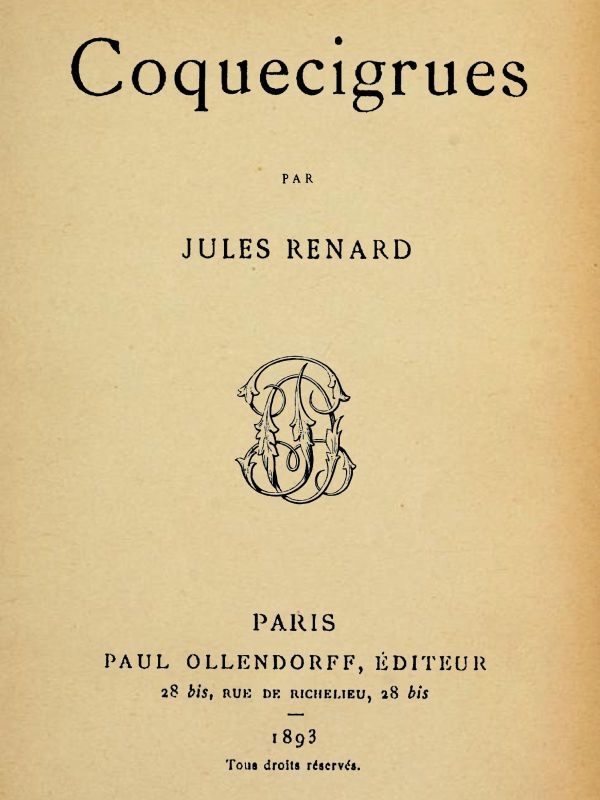 Coquecigrues
PAR
JULES RENARD
PARIS
PAUL OLLENDORFF, ÉDITEUR
28 bis, RUE DE RICHELIEU, 28 bis
1893
Tous droits réservés.